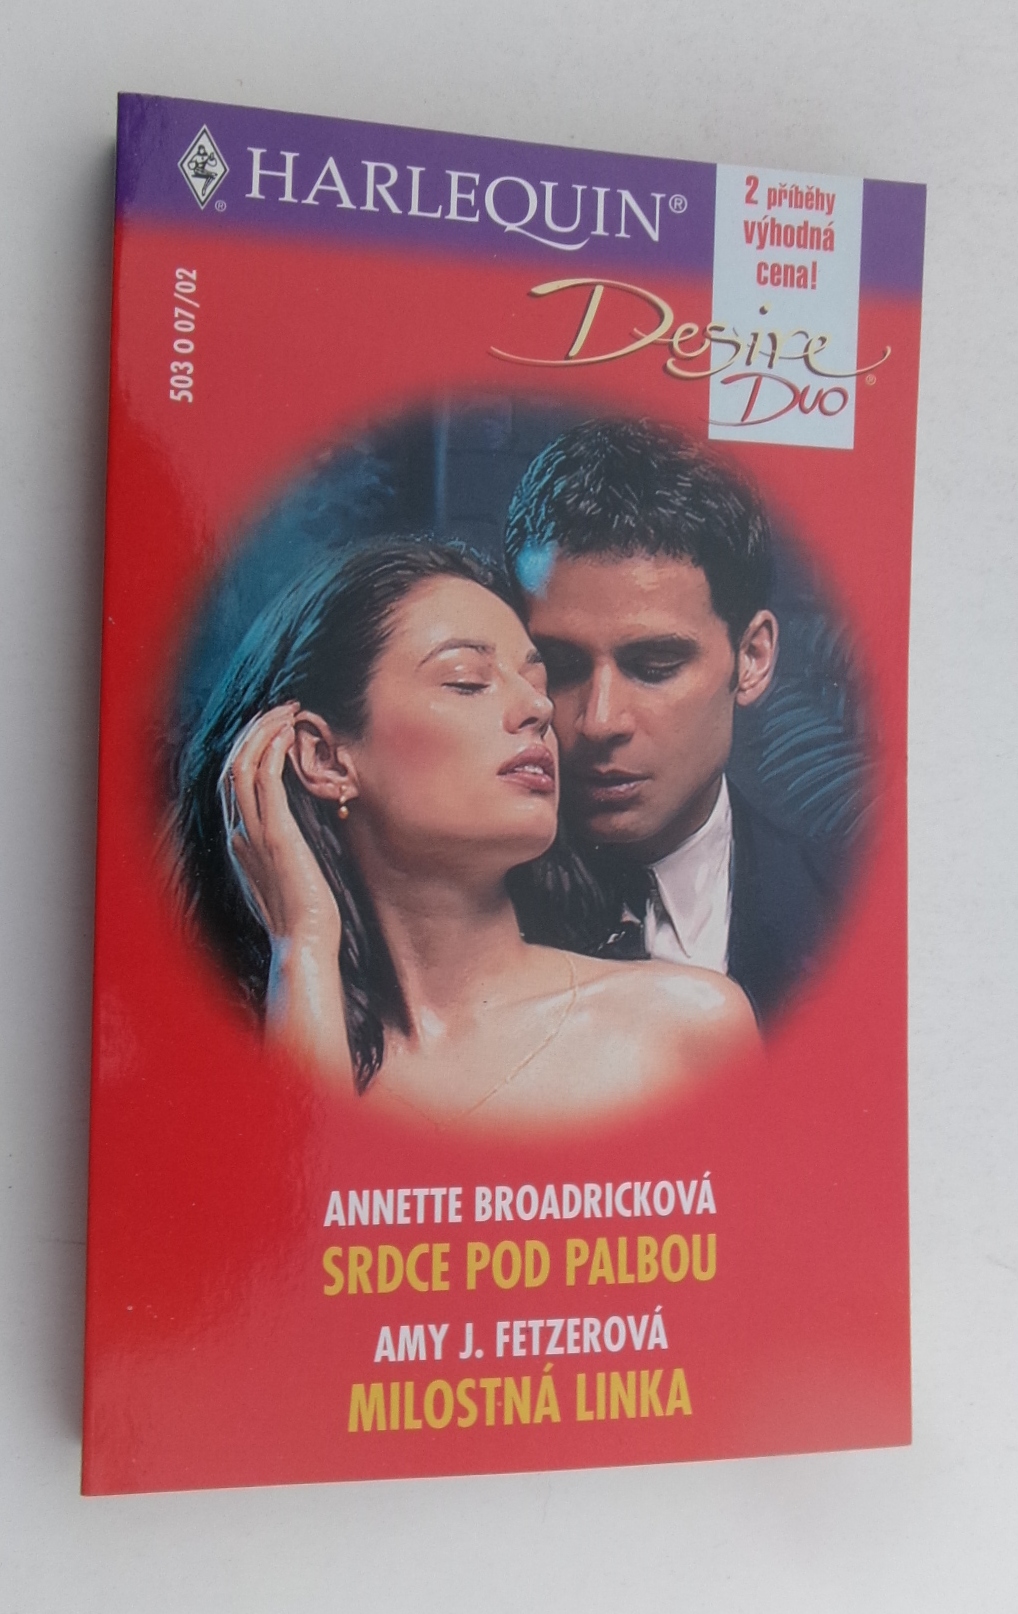 HARLEQUIN®
2 příběhy
výhodná
cena!
Desire
Duo
503 O 07/02
ANNETTE BROADRICKOVÁ
SRDCE POD PALBOU
AMY J. FETZEROVÁ
MILOSTNÁ LINKA